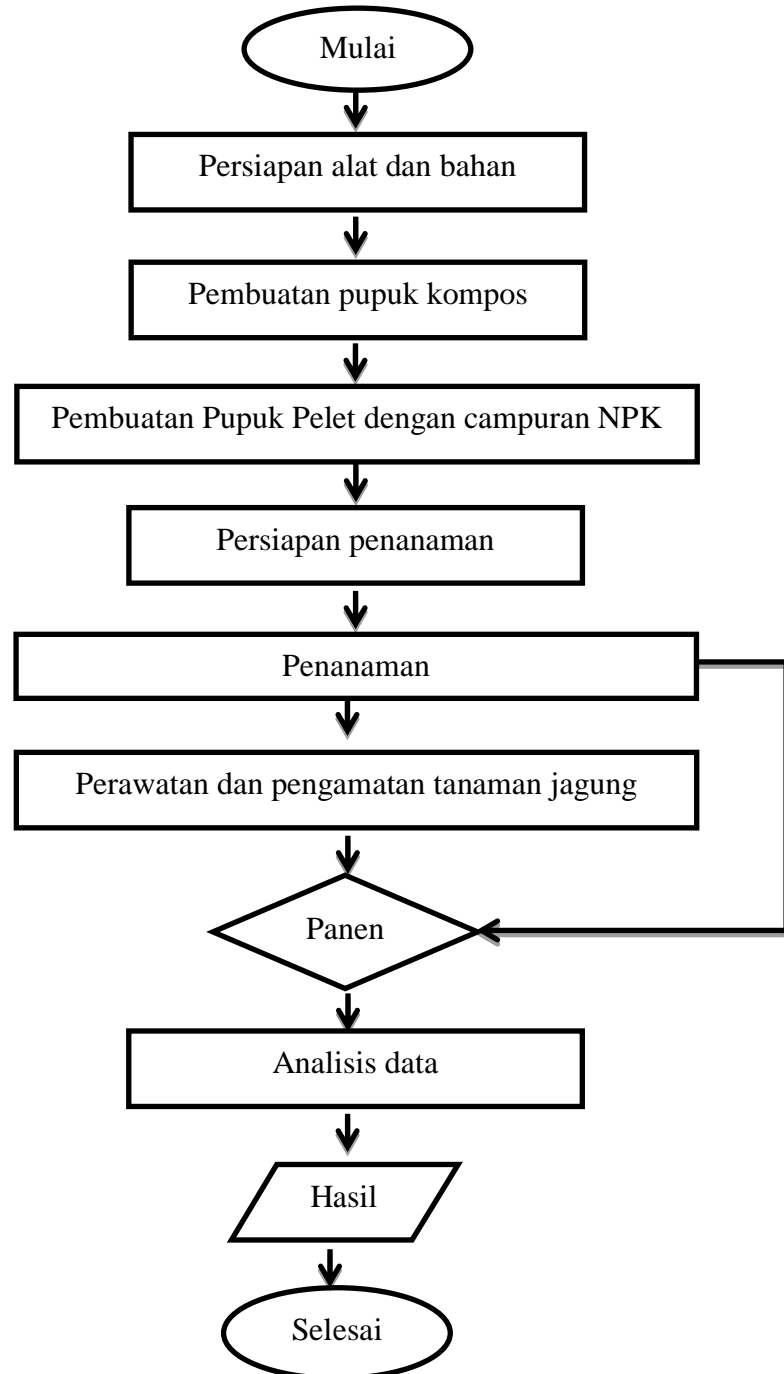 Mulai
Persiapan alat dan bahan
Pembuatan pupuk kompos
Pembuatan Pupuk Pelet dengan campuran NPK
Persiapan penanaman
Penanaman
Perawatan dan pengamatan tanaman jagung
Panen
Analisis data
Hasil
Selesai